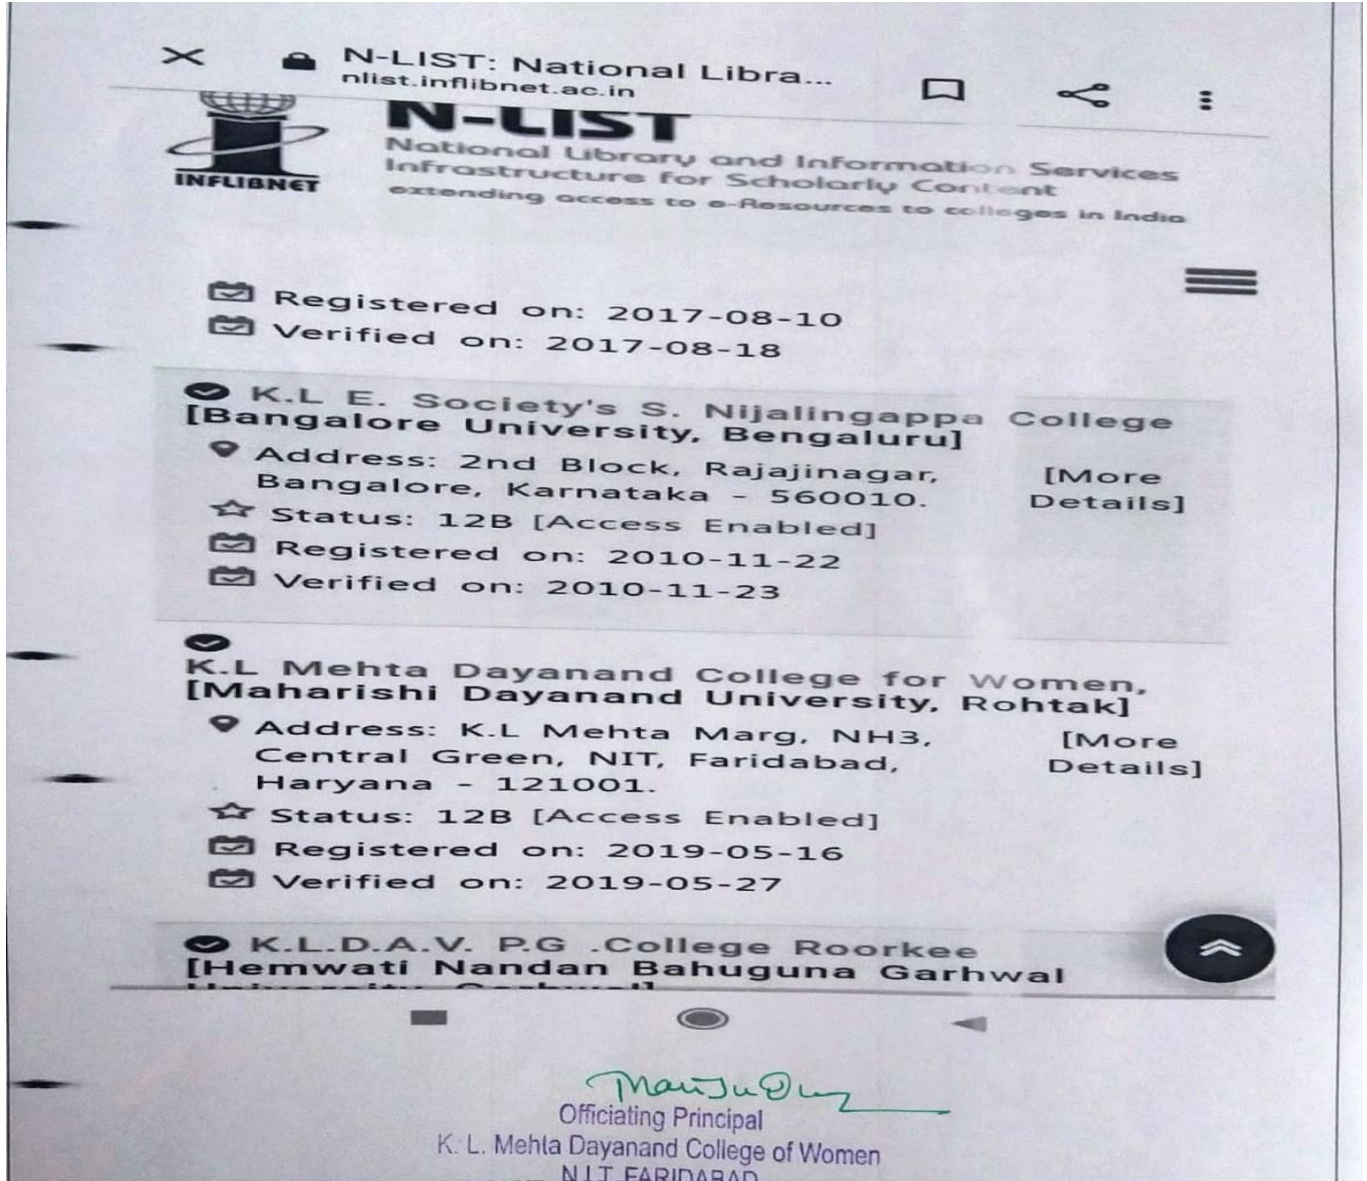 N-LIST: National Libra...
nlist.inflibnet.ac.in
INFLIBNET
N-LIST
National Library and Information Services
Infrastructure for Scholarly Content
extending access to e-Resources to colleges in India
Registered on: 2017-08-10
Verified on: 2017-08-18
K.L E. Society's S. Nijalingappa College
[Bangalore University, Bengaluru]
Address: 2nd Block, Rajajinagar,
Bangalore, Karnataka - 560010.
[More
Details]
Status: 12B [Access Enabled]
Registered on: 2010-11-22
Verified on: 2010-11-23
K.L Mehta Dayanand College for Women,
[Maharishi Dayanand University, Rohtak]
Address: K.L Mehta Marg, NH3,
Central Green, NIT, Faridabad,
Haryana - 121001.
[More
Details]
Status: 12B [Access Enabled]
Registered on: 2019-05-16
Verified on: 2019-05-27
K.L.D.A.V. P.G .College Roorkee
[Hemwati Nandan Bahuguna Garhwal
University, Garhwal]
Officiating Principal
K. L. Mehta Dayanand College of Women
N.I.T. FARIDABAD